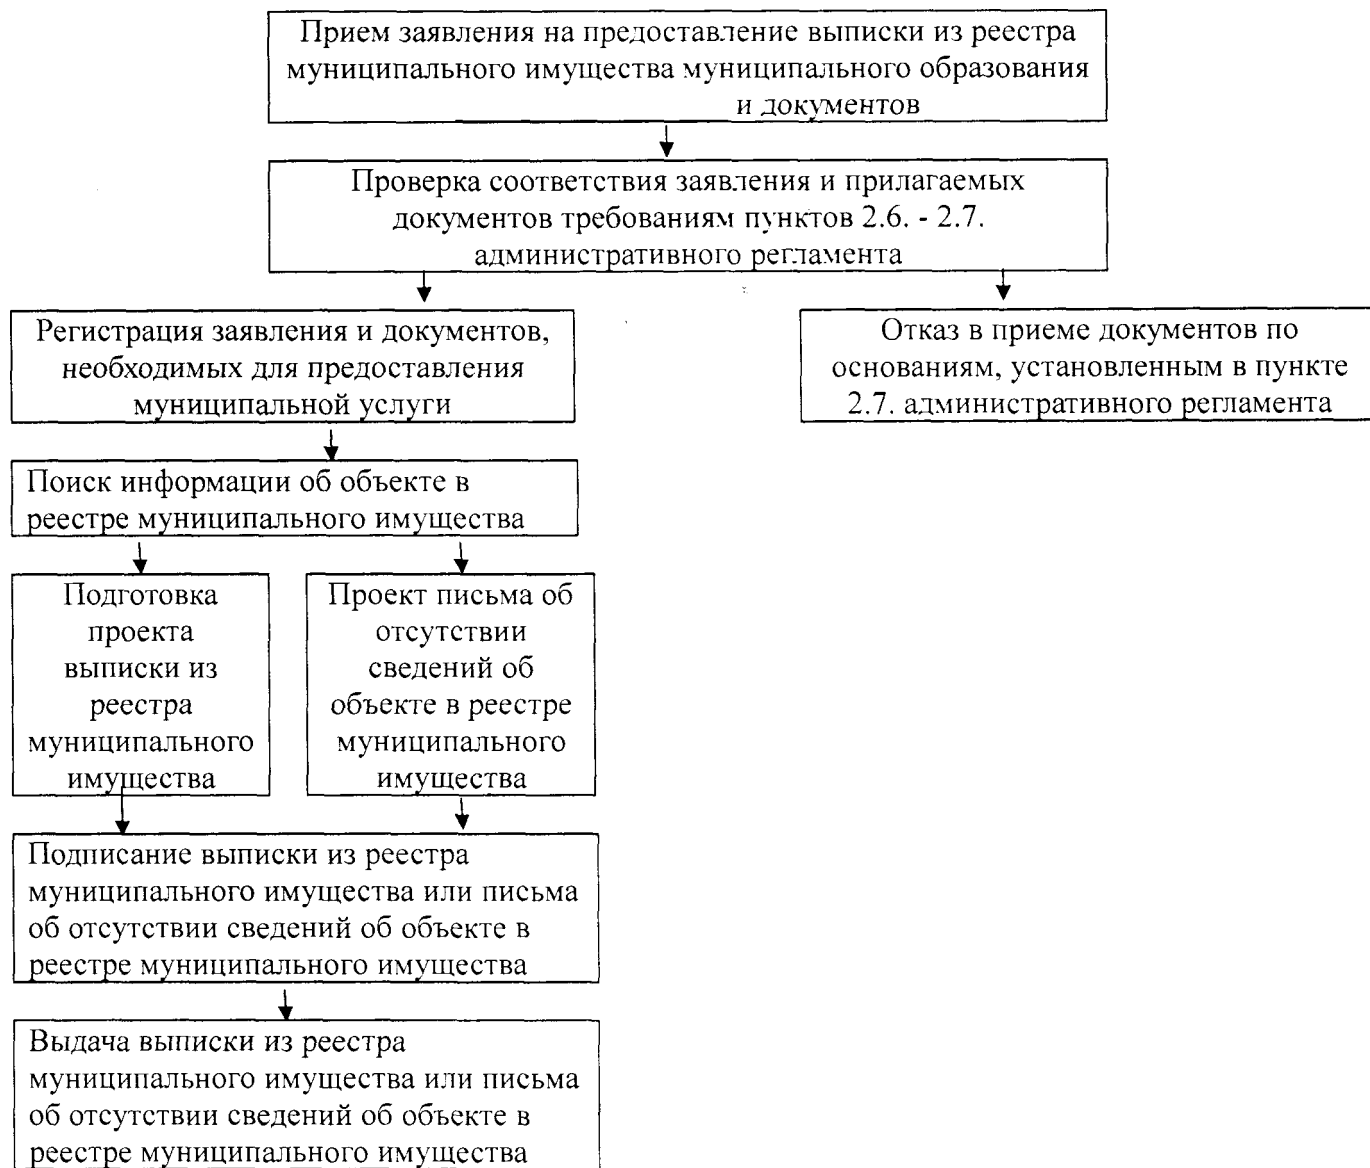 Прием заявления на предоставление выписки из реестра
муниципального имущества муниципального образования
и документов
Проверка соответствия заявления и прилагаемых
документов требованиям пунктов 2.6. - 2.7.
административного регламента
Регистрация заявления и документов,
необходимых для предоставления
муниципальной услуги
Отказ в приеме документов по
основаниям, установленным в пункте
2.7. административного регламента
Поиск информации об объекте в
реестре муниципального имущества
Подготовка
проекта
выписки из
реестра
муниципального
имущества
Проект письма об
отсутствии
сведений об
объекте в реестре
муниципального
имущества
Подписание выписки из реестра
муниципального имущества или письма
об отсутствии сведений об объекте в
реестре муниципального имущества
Выдача выписки из реестра
муниципального имущества или письма
об отсутствии сведений об объекте в
реестре муниципального имущества